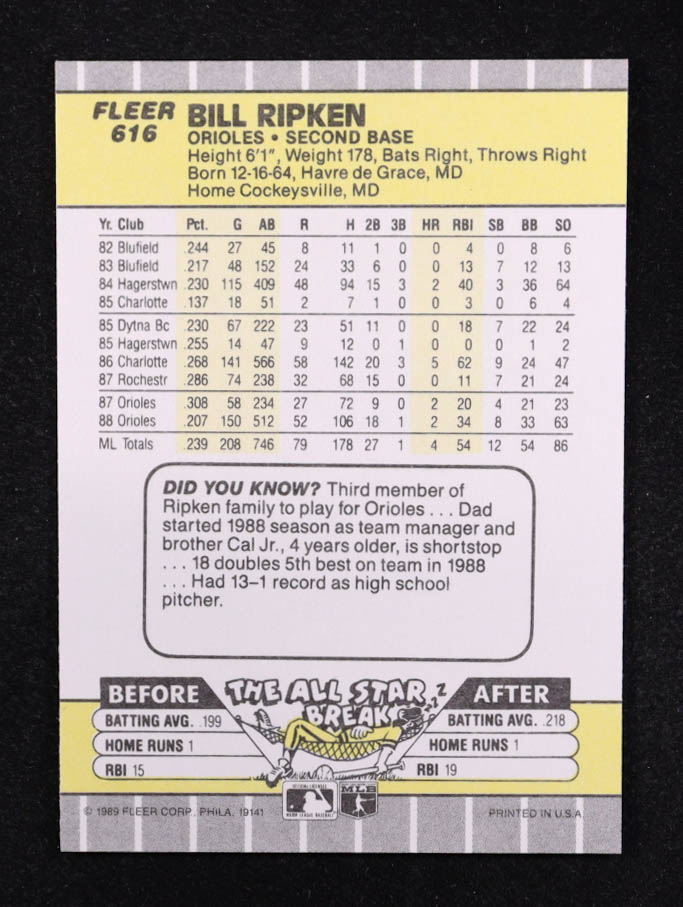 FLEER
616
BILL RIPKEN
ORIOLES • SECOND BASE
Height 6'1", Weight 178, Bats Right, Throws Right
Born 12-16-64, Havre de Grace, MD
Home Cockeysville, MD
Yr. Club Pct. G AB R H 2B 3B HR RBI SB BB SO
82 Blufield .244 27 45 8 11 1 0 0 4 0 8 6
83 Blufield .217 48 152 24 33 6 0 0 13 7 12 13
84 Hagerstwn .230 115 409 48 94 15 3 2 40 3 36 64
85 Charlotte .137 18 51 2 7 1 0 0 3 0 6 4
85 Dytna Bc .230 67 222 23 51 11 0 0 18 7 22 24
85 Hagerstwn .255 14 47 9 12 0 1 0 0 0 1 2
86 Charlotte .268 141 566 58 142 20 3 5 62 9 24 47
87 Rochestr .286 74 238 32 68 15 0 0 11 7 21 24
87 Orioles .308 58 234 27 72 9 0 2 20 4 21 23
88 Orioles .207 150 512 52 106 18 1 2 34 8 33 63
ML Totals .239 208 746 79 178 27 1 4 54 12 54 86
DID YOU KNOW? Third member of
Ripken family to play for Orioles . . . Dad
started 1988 season as team manager and
brother Cal Jr., 4 years older, is shortstop
. . . 18 doubles 5th best on team in 1988
. . . Had 13–1 record as high school
pitcher.
BEFORE THE ALL STAR BREAK ZZZ AFTER
BATTING AVG. .199 BATTING AVG. .218
HOME RUNS 1 HOME RUNS 1
RBI 15 RBI 19
MLB
© 1989 FLEER CORP. PHILA. 19141 PRINTED IN U.S.A.